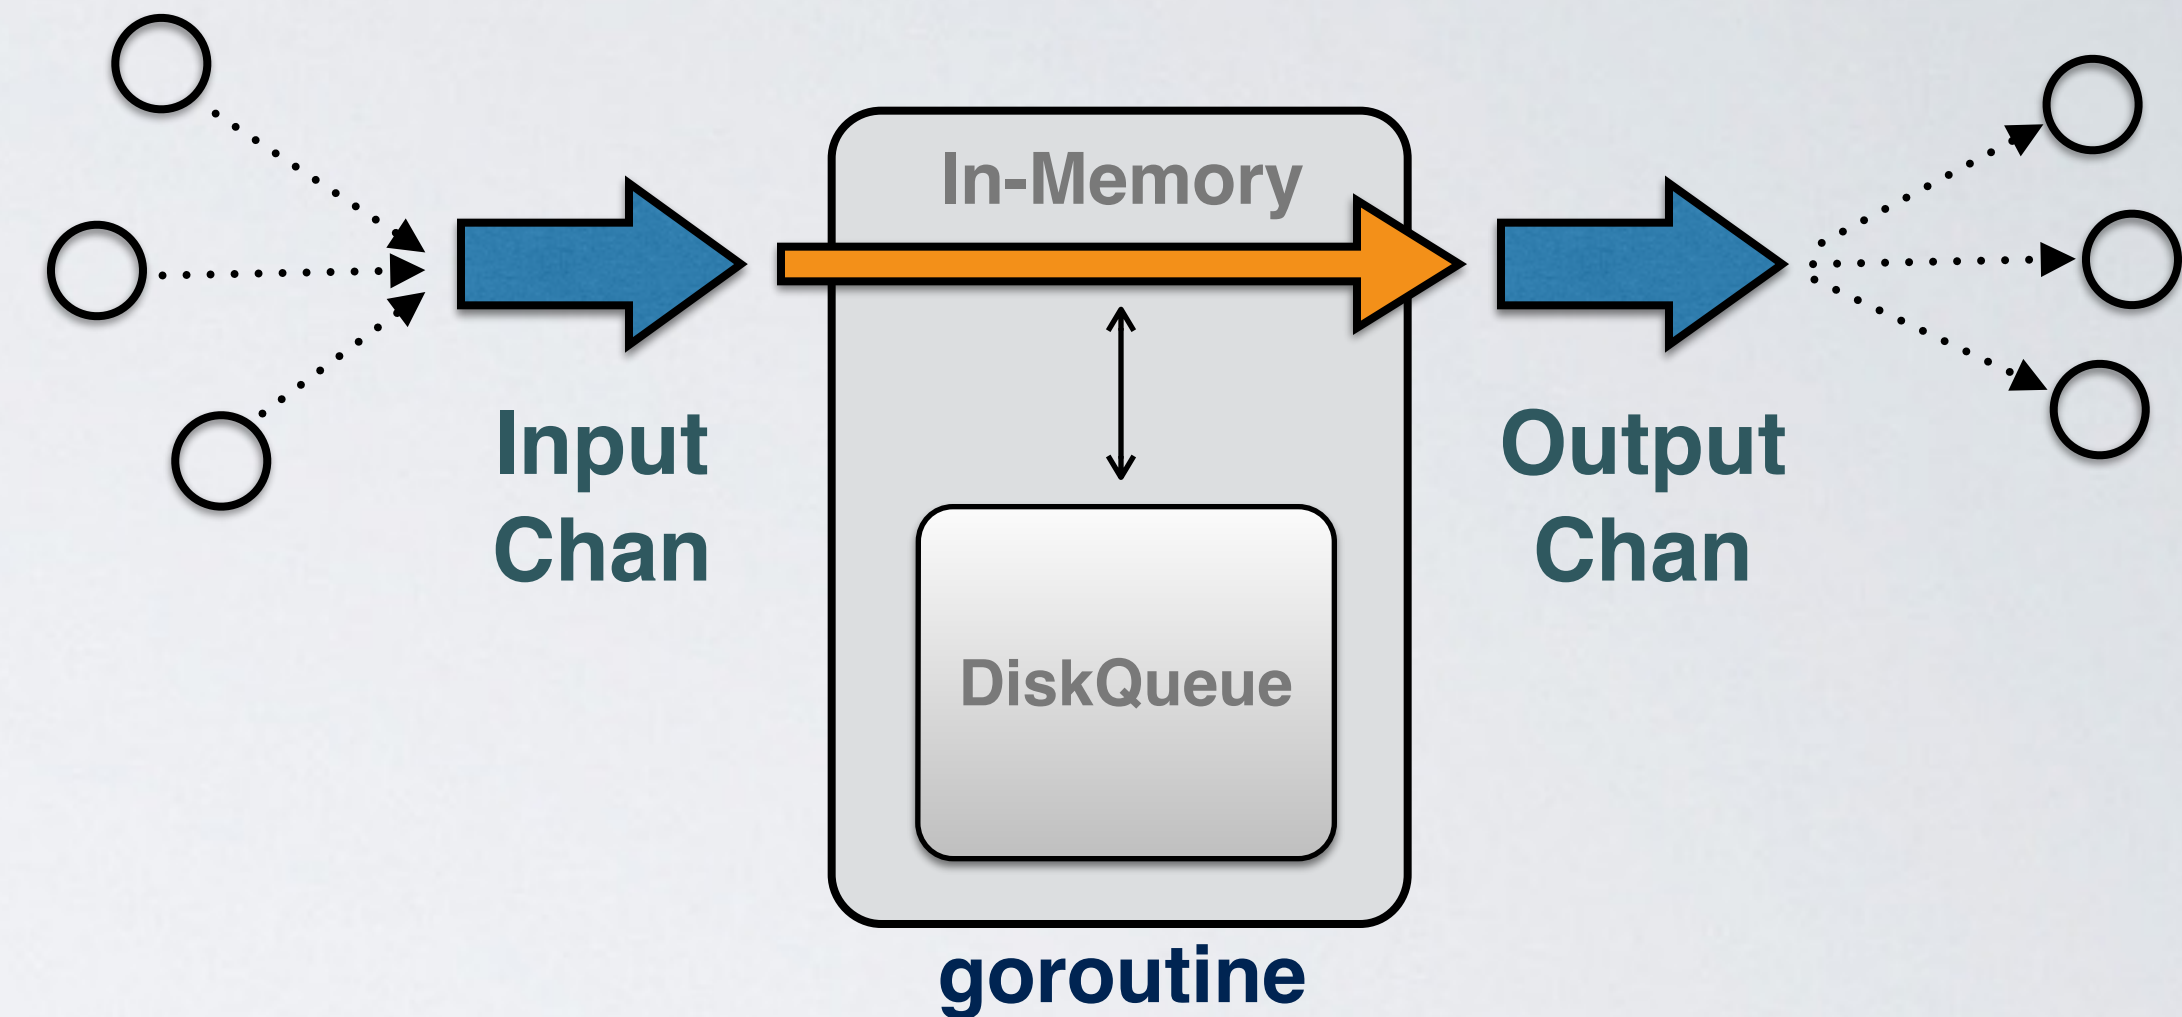 In-Memory
Input
Chan
Output
Chan
DiskQueue
goroutine